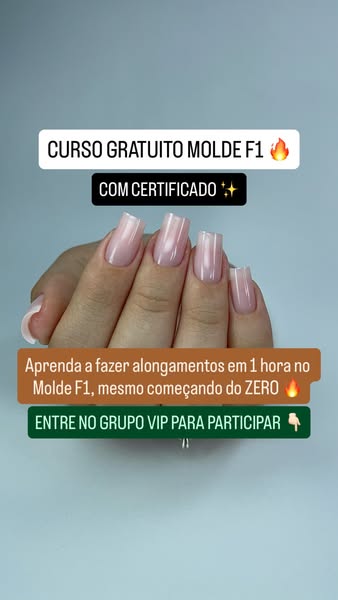 CURSO GRATUITO MOLDE F1 🔥
COM CERTIFICADO ✨
Aprenda a fazer alongamentos em 1 hora no
Molde F1, mesmo começando do ZERO 🔥
ENTRE NO GRUPO VIP PARA PARTICIPAR 👇🏻